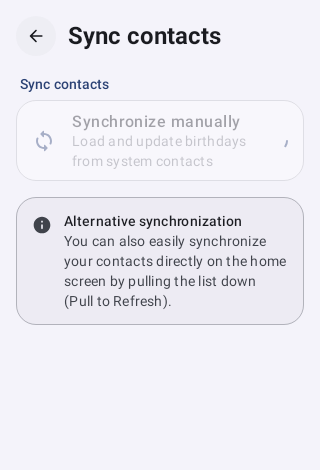 Sync contacts
Sync contacts
Synchronize manually
Load and update birthdays
from system contacts
Alternative synchronization
You can also easily synchronize
your contacts directly on the home
screen by pulling the list down
(Pull to Refresh).